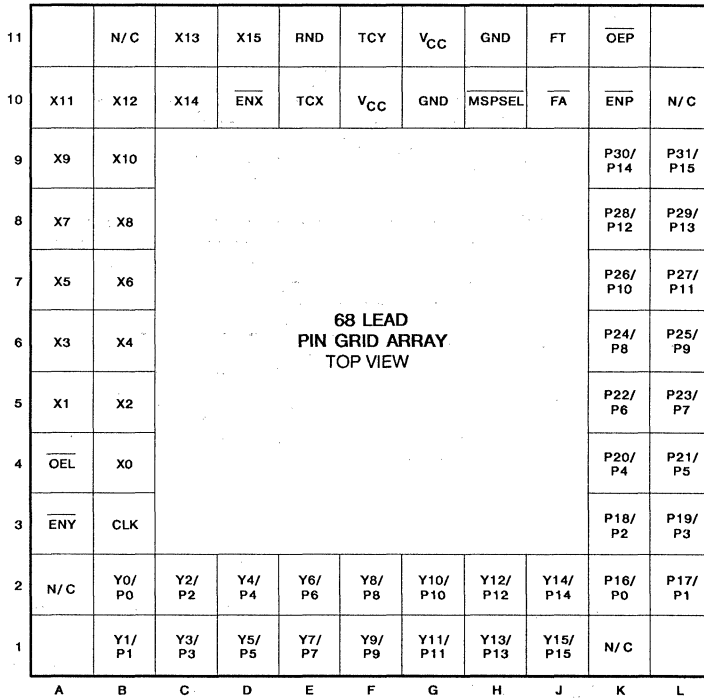 11 N/C X13 X15 RND TCY VCC GND FT OEP
10 X11 X12 X14 ENX TCX VCC GND MSPSEL FA ENP N/C
9 X9 X10 P30/P14 P31/P15
8 X7 X8 P28/P12 P29/P13
7 X5 X6 P26/P10 P27/P11
68 LEAD
PIN GRID ARRAY
TOP VIEW
6 X3 X4 P24/P8 P25/P9
5 X1 X2 P22/P6 P23/P7
4 OEL X0 P20/P4 P21/P5
3 ENY CLK P18/P2 P19/P3
2 N/C Y0/P0 Y2/P2 Y4/P4 Y6/P6 Y8/P8 Y10/P10 Y12/P12 Y14/P14 P16/P0 P17/P1
1 Y1/P1 Y3/P3 Y5/P5 Y7/P7 Y9/P9 Y11/P11 Y13/P13 Y15/P15 N/C
A B C D E F G H J K L